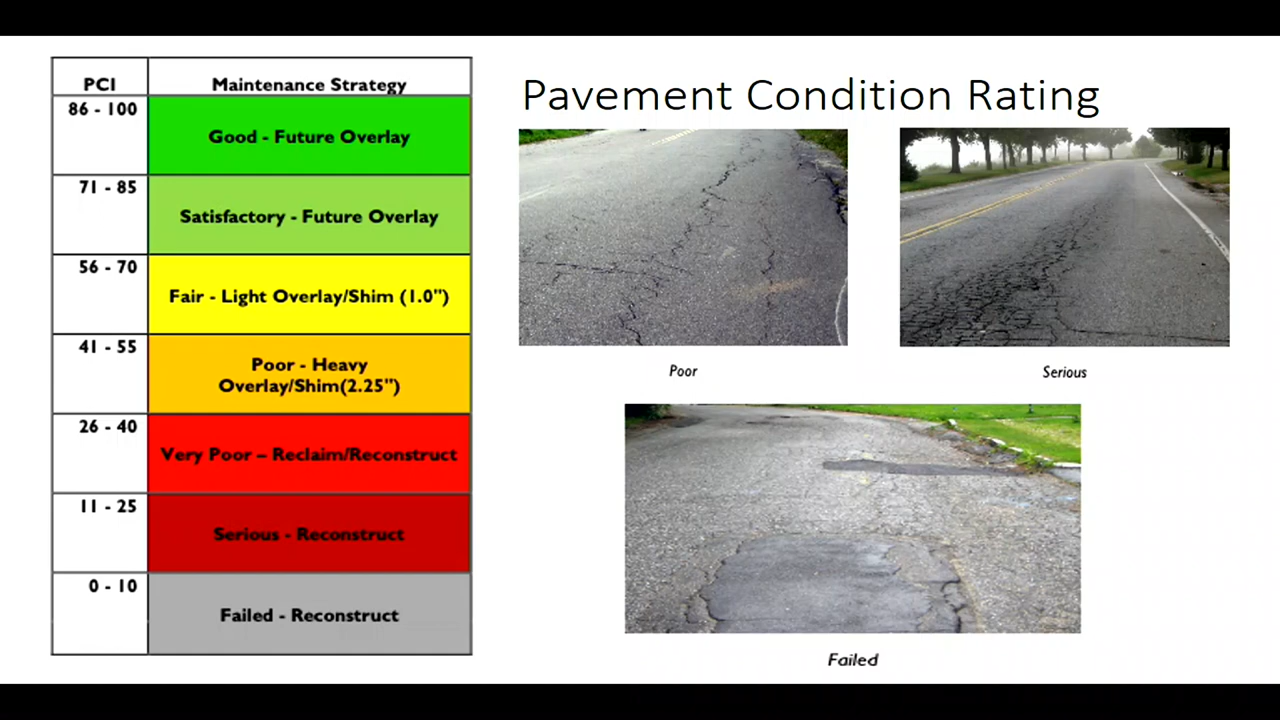 PCI Maintenance Strategy
86 - 100 Good - Future Overlay
71 - 85 Satisfactory - Future Overlay
56 - 70 Fair - Light Overlay/Shim (1.0")
41 - 55 Poor - Heavy
Overlay/Shim(2.25")
26 - 40 Very Poor – Reclaim/Reconstruct
11 - 25 Serious - Reconstruct
0 - 10 Failed - Reconstruct
Pavement Condition Rating
Poor
Serious
Failed